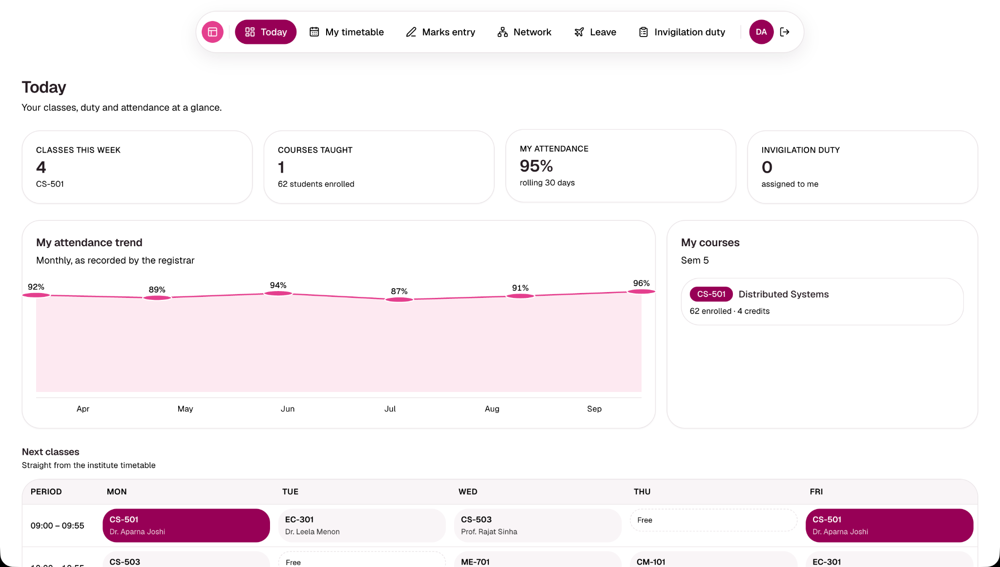 Today
My timetable
Marks entry
Network
Leave
Invigilation duty
DA
Today
Your classes, duty and attendance at a glance.
CLASSES THIS WEEK
4
CS-501
COURSES TAUGHT
1
62 students enrolled
MY ATTENDANCE
95%
rolling 30 days
INVIGILATION DUTY
0
assigned to me
My attendance trend
Monthly, as recorded by the registrar
92%
89%
94%
87%
91%
96%
Apr
May
Jun
Jul
Aug
Sep
My courses
Sem 5
CS-501 Distributed Systems
62 enrolled · 4 credits
Next classes
Straight from the institute timetable
PERIOD MON TUE WED THU FRI
09:00 – 09:55
CS-501
Dr. Aparna Joshi
EC-301
Dr. Leela Menon
CS-503
Prof. Rajat Sinha
Free
CS-501
Dr. Aparna Joshi
CS-503
Free
ME-701
CM-101
EC-301